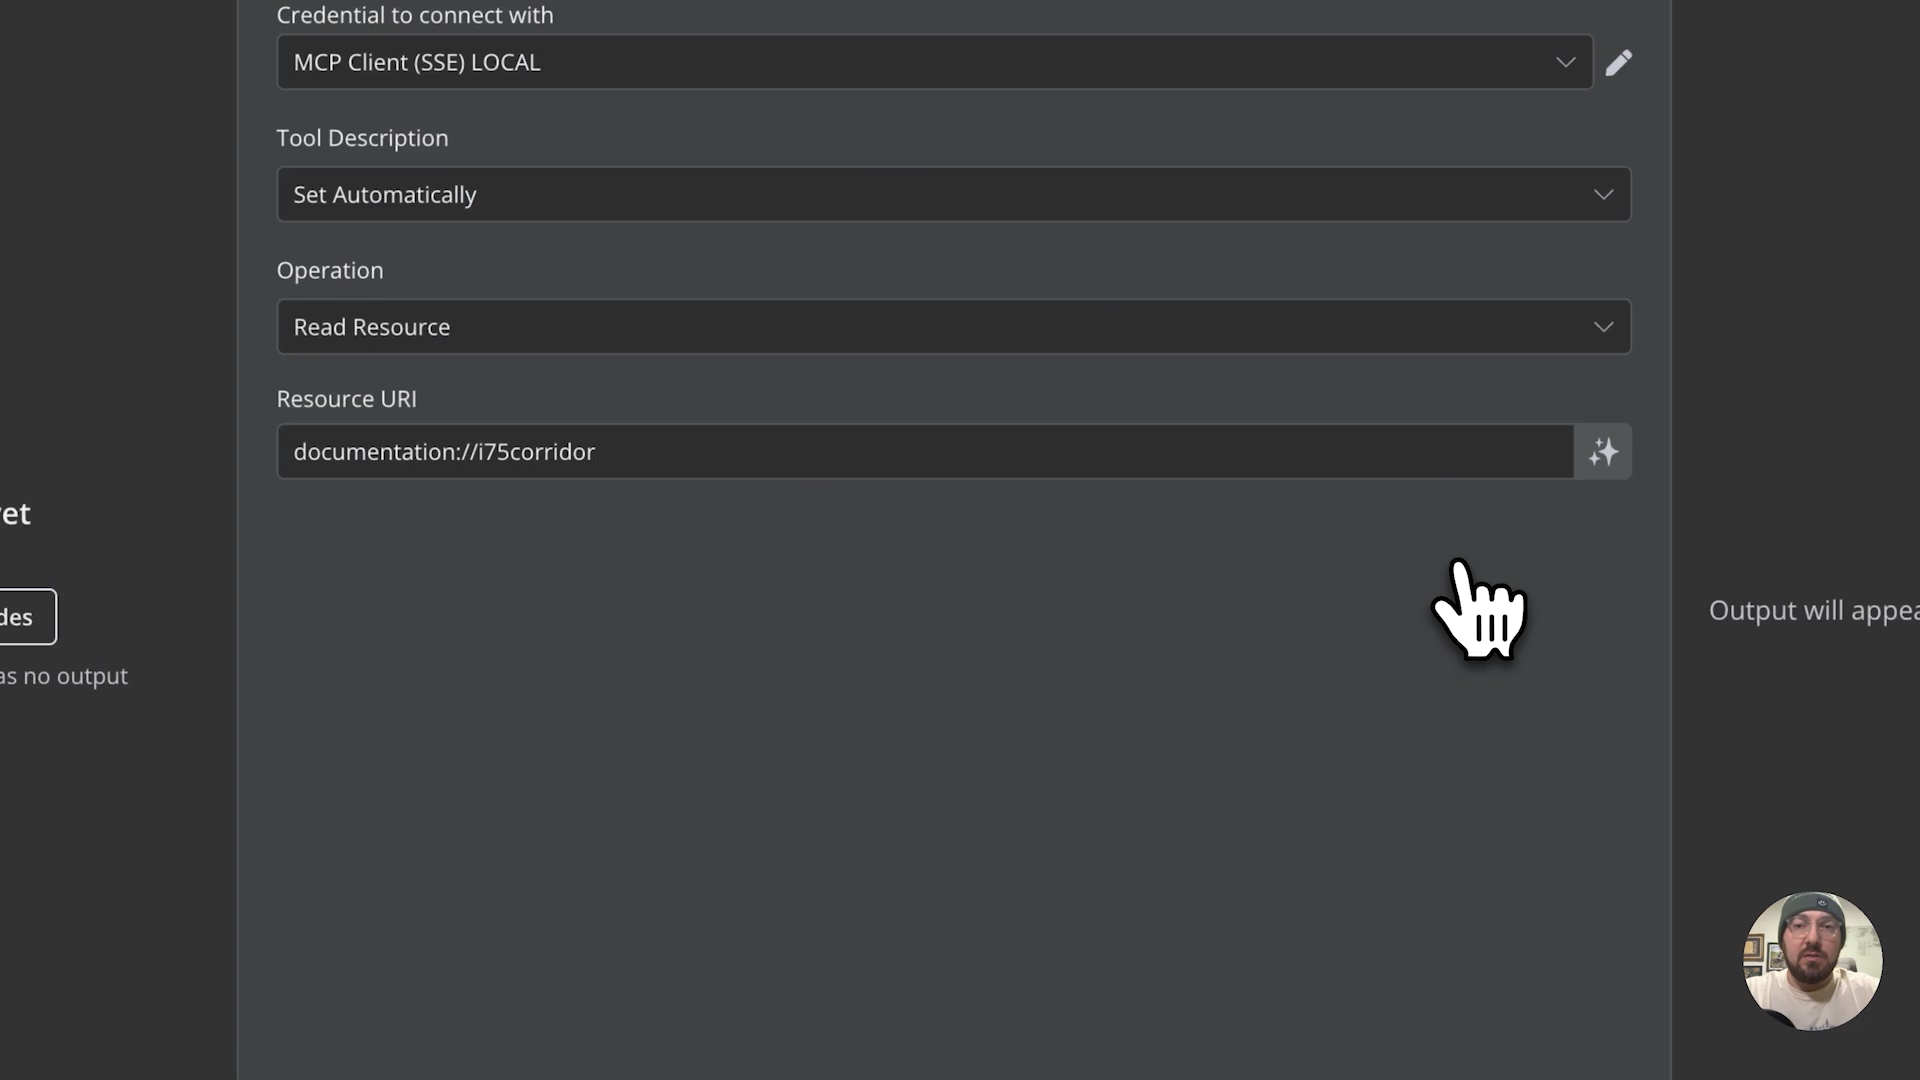 Credential to connect with
MCP Client (SSE) LOCAL
Tool Description
Set Automatically
Operation
Read Resource
Resource URI
documentation://i75corridor
yet
des
as no output
Output will appea